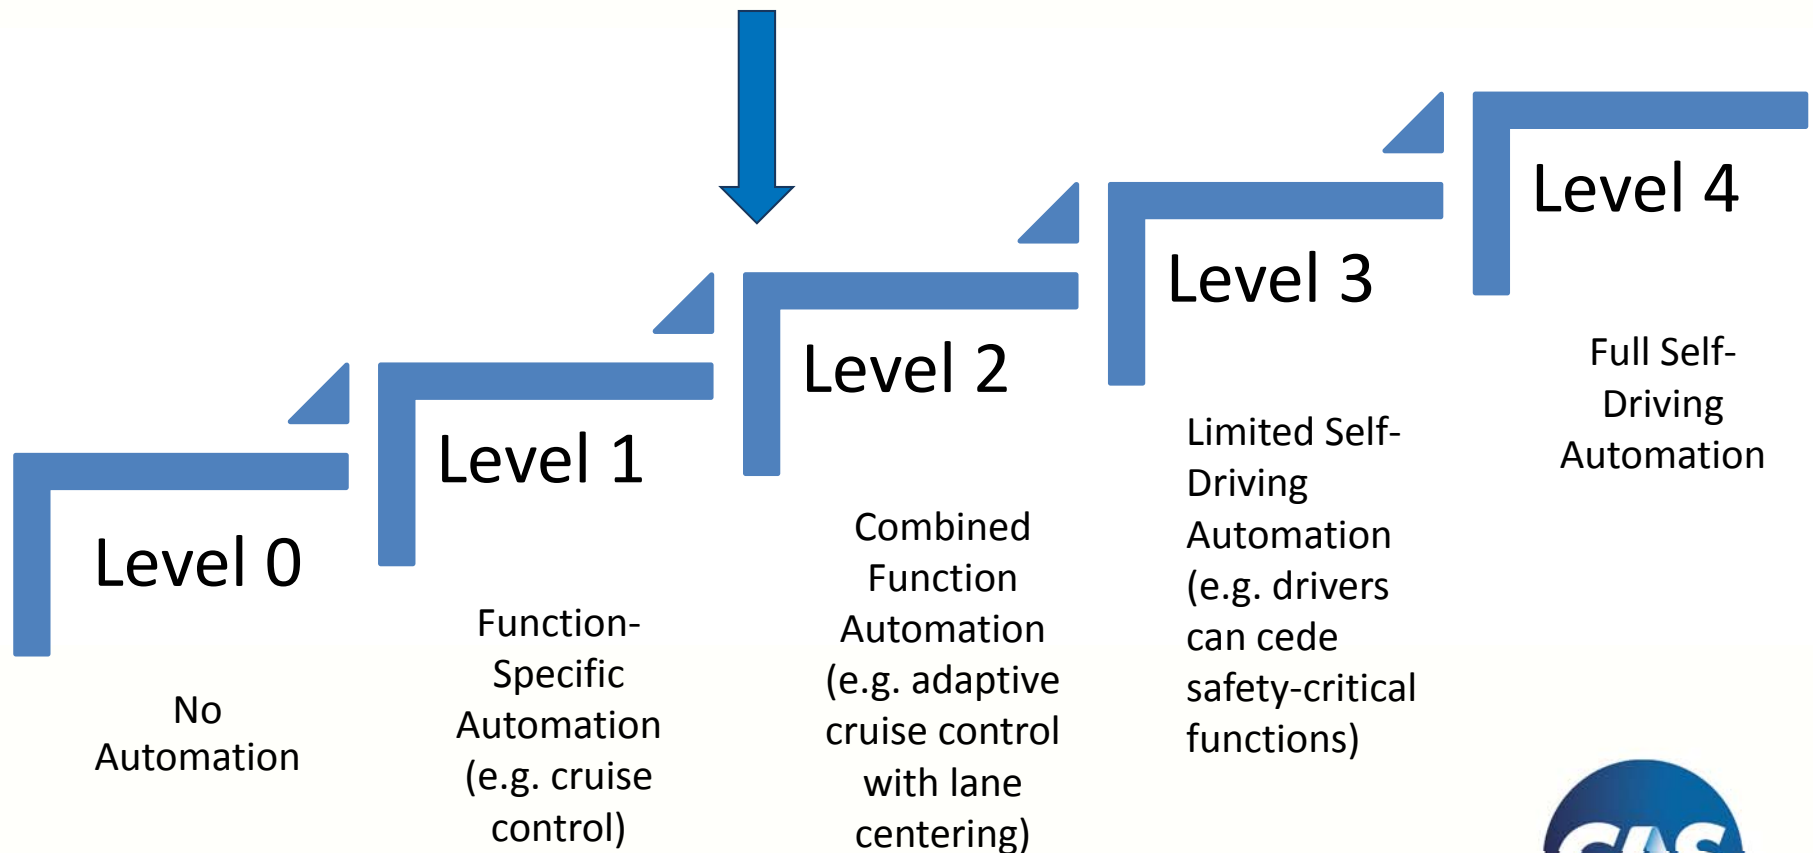 Level 0
No
Automation
Level 1
Function-
Specific
Automation
(e.g. cruise
control)
Level 2
Combined
Function
Automation
(e.g. adaptive
cruise control
with lane
centering)
Level 3
Limited Self-
Driving
Automation
(e.g. drivers
can cede
safety-critical
functions)
Level 4
Full Self-
Driving
Automation
CAS